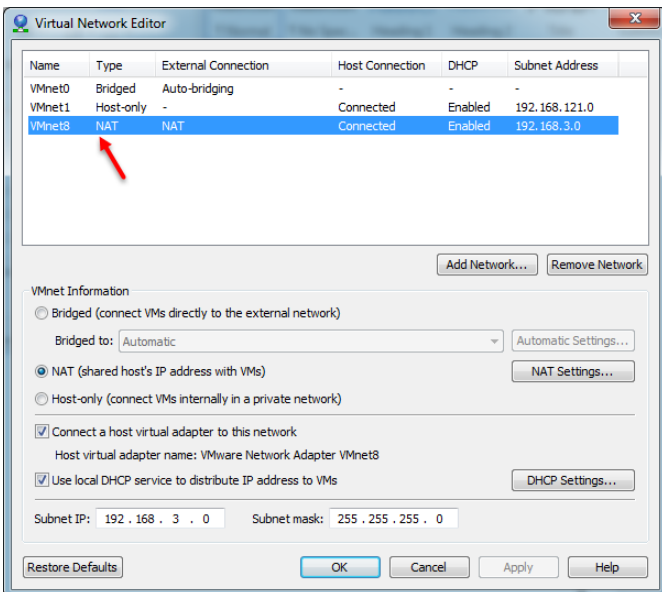 Virtual Network Editor
Name Type External Connection Host Connection DHCP Subnet Address
VMnet0 Bridged Auto-bridging - - -
VMnet1 Host-only - Connected Enabled 192.168.121.0
VMnet8 NAT NAT Connected Enabled 192.168.3.0
Add Network... Remove Network
VMnet Information
Bridged (connect VMs directly to the external network)
Bridged to: Automatic Automatic Settings...
NAT (shared host's IP address with VMs) NAT Settings...
Host-only (connect VMs internally in a private network)
Connect a host virtual adapter to this network
Host virtual adapter name: VMware Network Adapter VMnet8
Use local DHCP service to distribute IP address to VMs DHCP Settings...
Subnet IP: 192 . 168 . 3 . 0 Subnet mask: 255 . 255 . 255 . 0
Restore Defaults OK Cancel Apply Help